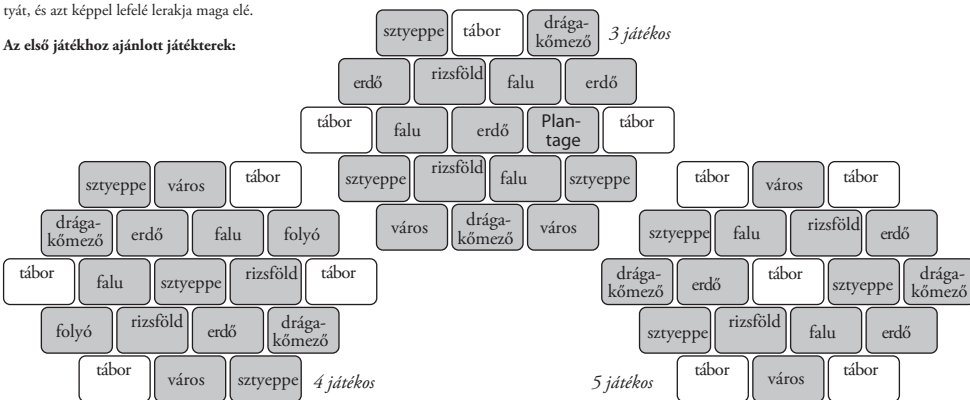 tyát, és azt képpel lefelé lerakja maga elé.
Az első játékhoz ajánlott játékterek:
sztyeppe tábor drága-
kőmező 3 játékos
erdő rizsföld falu erdő
tábor falu erdő Plan-
tage tábor
sztyeppe rizsföld falu sztyeppe
város drága-
kőmező város
sztyeppe város tábor
drága-
kőmező erdő falu folyó
tábor falu sztyeppe rizsföld tábor
folyó rizsföld erdő drága-
kőmező
tábor város sztyeppe 4 játékos
tábor város tábor
sztyeppe falu rizsföld erdő
drága-
kőmező erdő tábor sztyeppe drága-
kőmező
sztyeppe rizsföld falu erdő
5 játékos tábor város tábor